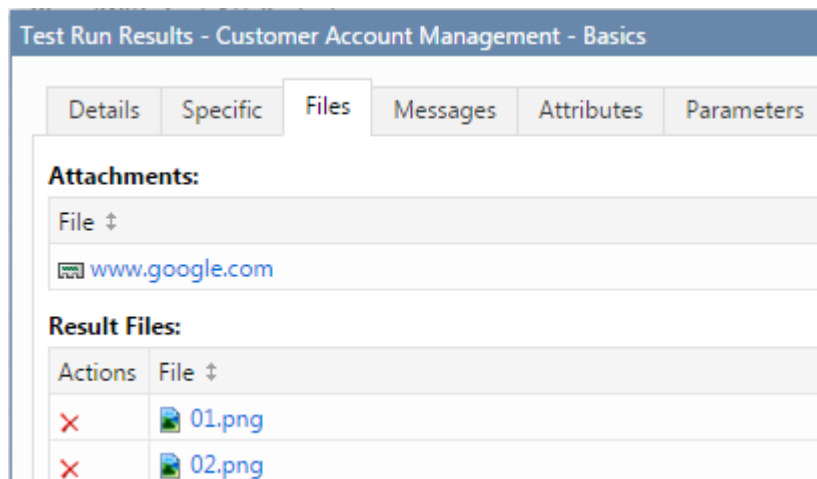 Test Run Results - Customer Account Management - Basics
Details Specific Files Messages Attributes Parameters
Attachments:
File
www.google.com
Result Files:
Actions File
01.png
02.png